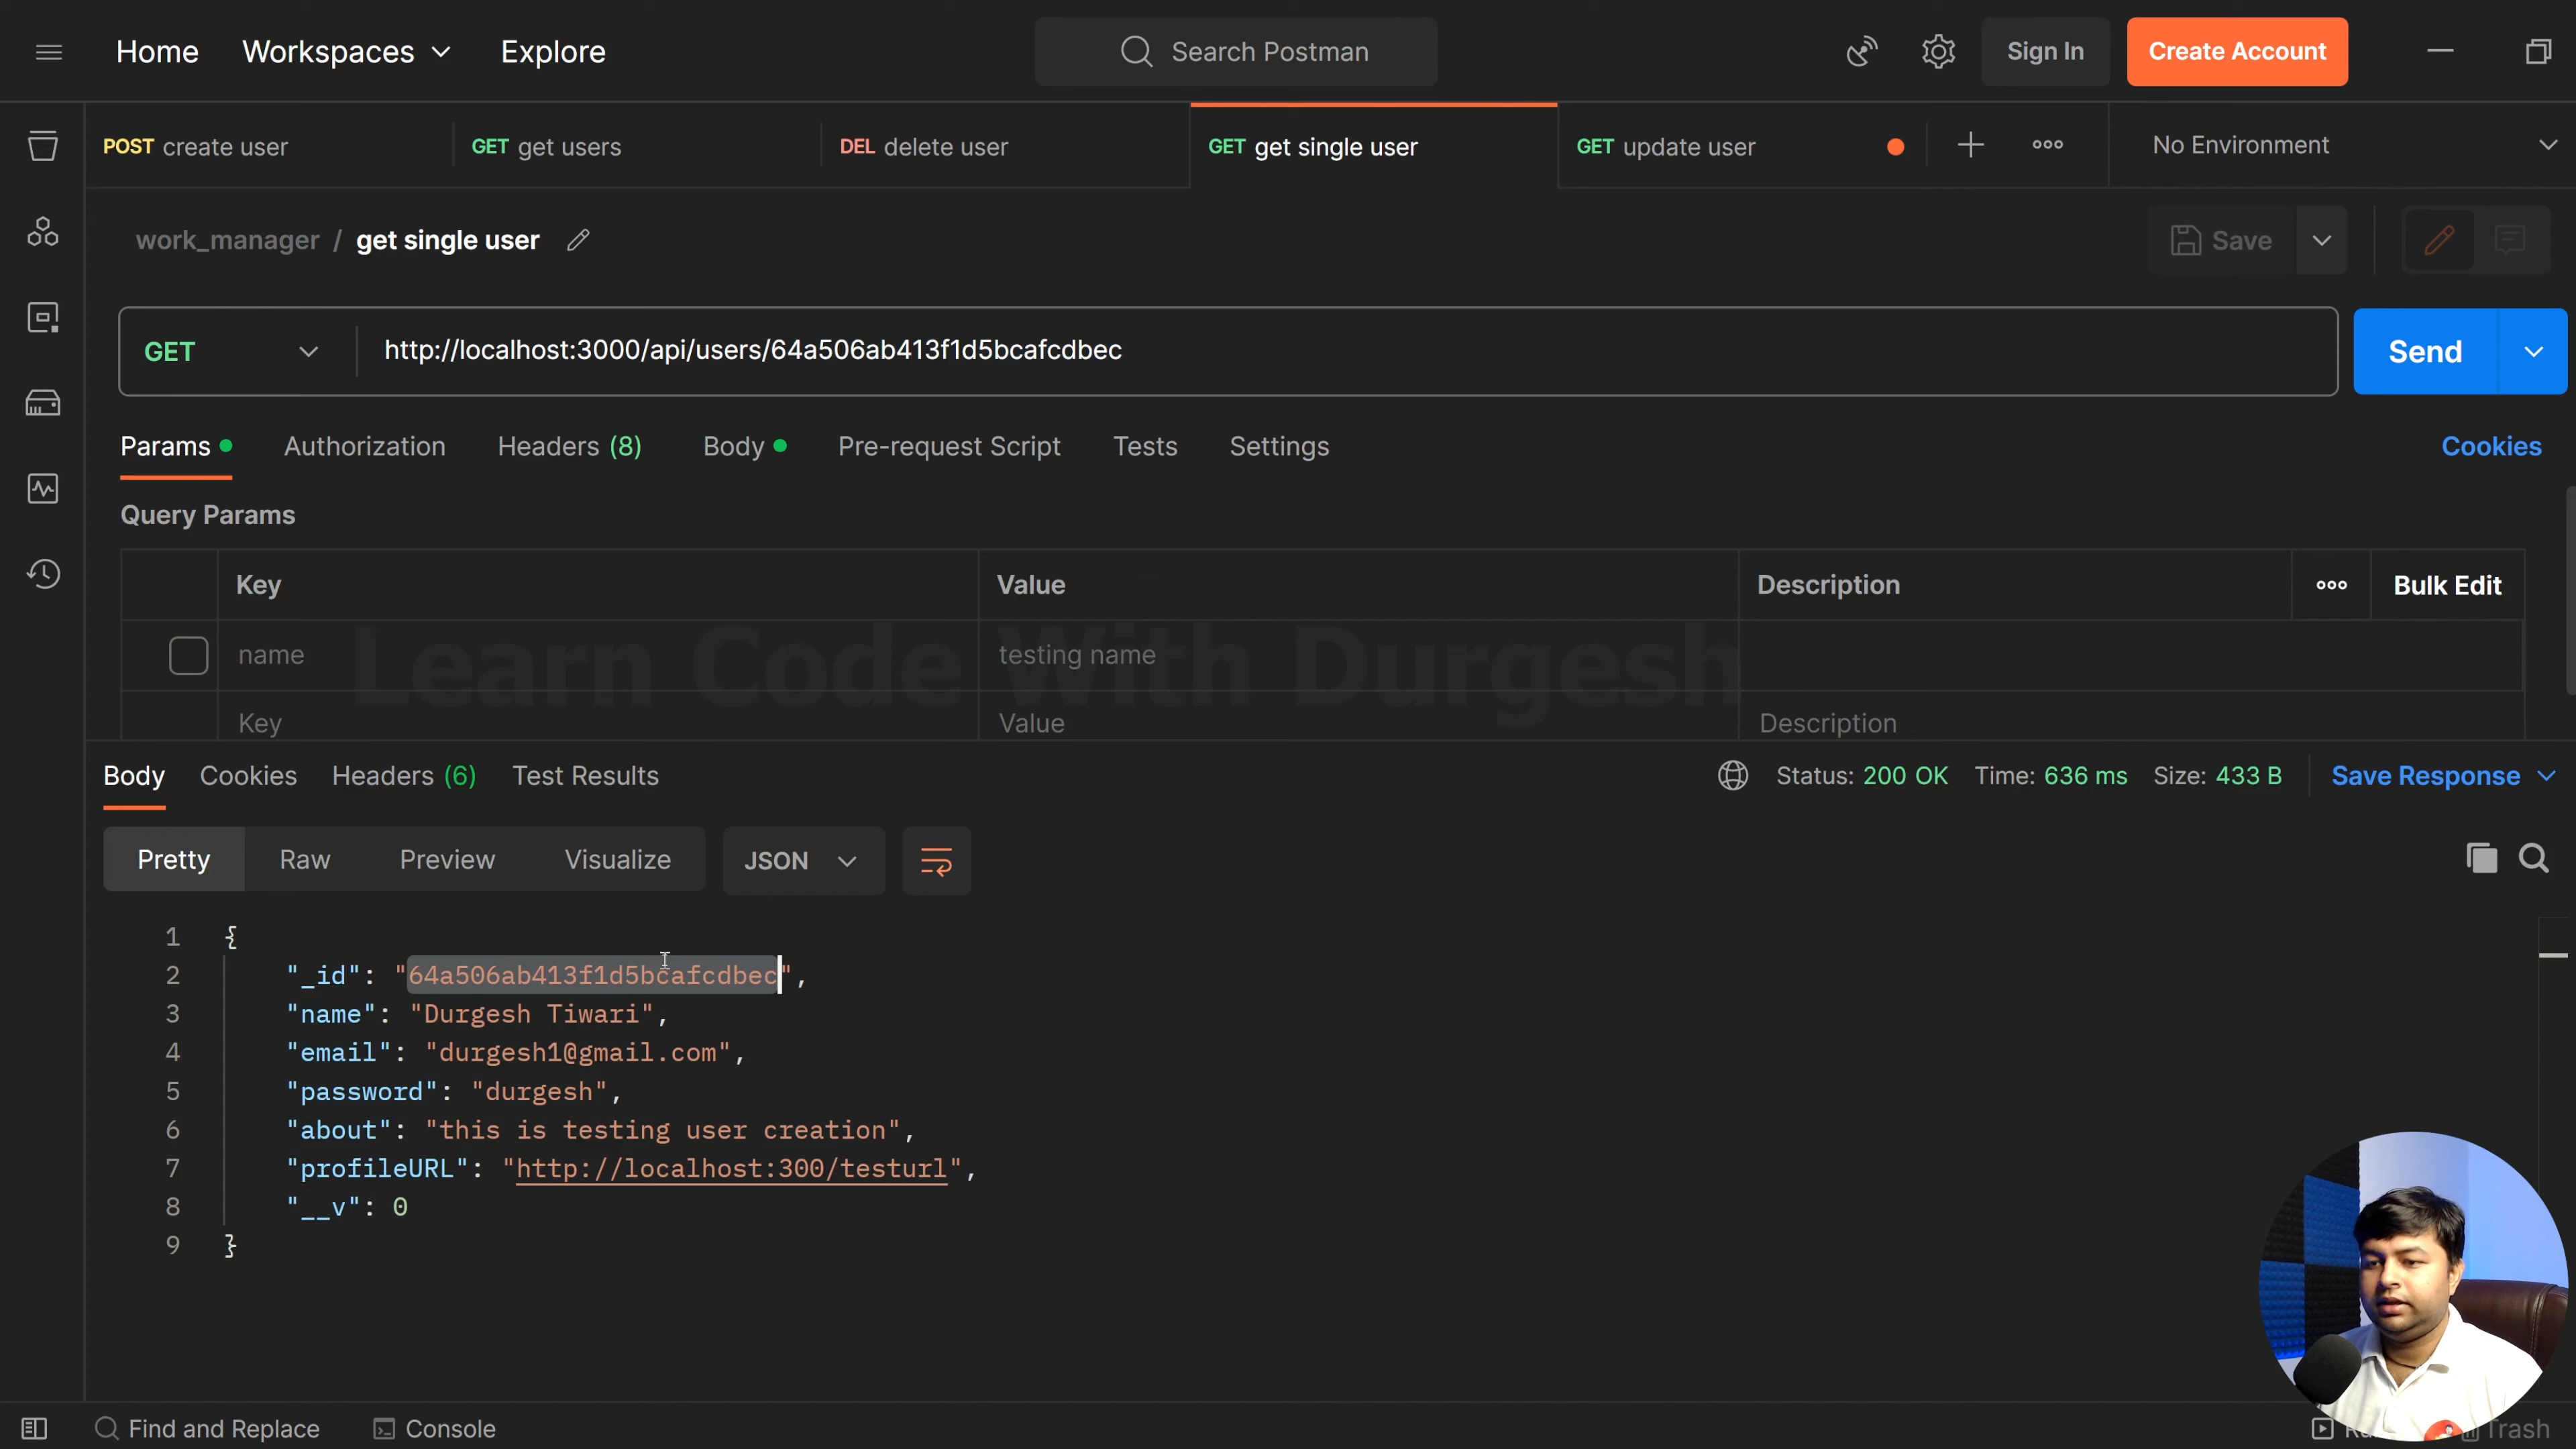 Home Workspaces Explore Search Postman Sign In Create Account
POST create user GET get users DEL delete user GET get single user GET update user No Environment
work_manager / get single user Save
GET http://localhost:3000/api/users/64a506ab413f1d5bcafcdbec Send
Params Authorization Headers (8) Body Pre-request Script Tests Settings Cookies
Query Params
Key Value Description Bulk Edit
name testing name
Learn Code With Durgesh
Key Value Description
Body Cookies Headers (6) Test Results Status: 200 OK Time: 636 ms Size: 433 B Save Response
Pretty Raw Preview Visualize JSON
1 {
2 "_id": "64a506ab413f1d5bcafcdbec",
3 "name": "Durgesh Tiwari",
4 "email": "durgesh1@gmail.com",
5 "password": "durgesh",
6 "about": "this is testing user creation",
7 "profileURL": "http://localhost:300/testurl",
8 "__v": 0
9 }
Find and Replace Console Trash